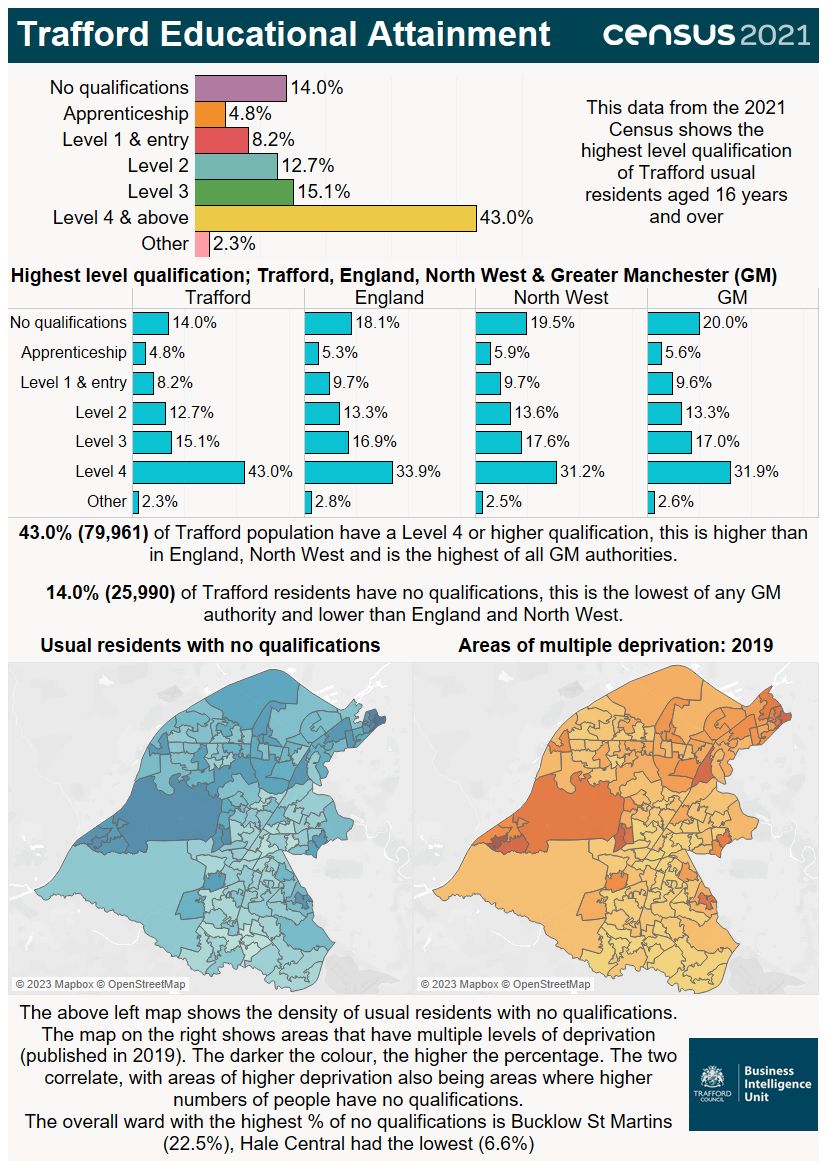 Trafford Educational Attainment
census 2021
No qualifications 14.0%
Apprenticeship 4.8%
Level 1 & entry 8.2%
Level 2 12.7%
Level 3 15.1%
Level 4 & above 43.0%
Other 2.3%
This data from the 2021
Census shows the
highest level qualification
of Trafford usual
residents aged 16 years
and over
Highest level qualification; Trafford, England, North West & Greater Manchester (GM)
Trafford England North West GM
No qualifications 14.0% 18.1% 19.5% 20.0%
Apprenticeship 4.8% 5.3% 5.9% 5.6%
Level 1 & entry 8.2% 9.7% 9.7% 9.6%
Level 2 12.7% 13.3% 13.6% 13.3%
Level 3 15.1% 16.9% 17.6% 17.0%
Level 4 43.0% 33.9% 31.2% 31.9%
Other 2.3% 2.8% 2.5% 2.6%
43.0% (79,961) of Trafford population have a Level 4 or higher qualification, this is higher than
in England, North West and is the highest of all GM authorities.
14.0% (25,990) of Trafford residents have no qualifications, this is the lowest of any GM
authority and lower than England and North West.
Usual residents with no qualifications
Areas of multiple deprivation: 2019
© 2023 Mapbox © OpenStreetMap
© 2023 Mapbox © OpenStreetMap
The above left map shows the density of usual residents with no qualifications.
The map on the right shows areas that have multiple levels of deprivation
(published in 2019). The darker the colour, the higher the percentage. The two
correlate, with areas of higher deprivation also being areas where higher
numbers of people have no qualifications.
The overall ward with the highest % of no qualifications is Bucklow St Martins
(22.5%), Hale Central had the lowest (6.6%)
TRAFFORD
COUNCIL
Business
Intelligence
Unit